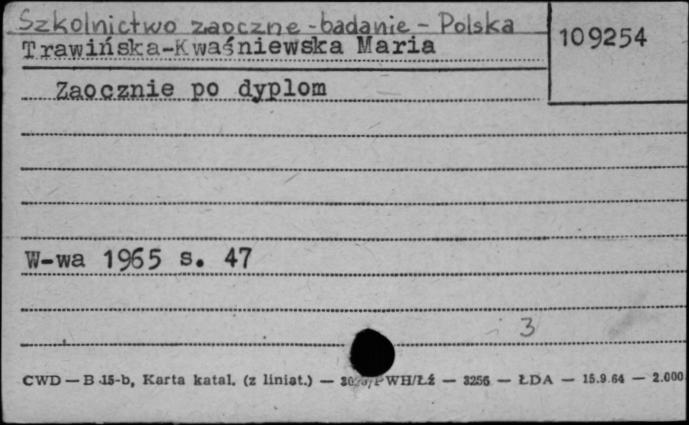 Szkolnictwo zaoczne - badanie - Polska
109254
Trawińska-Kwaśniewska Maria
Zaocznie po dyplom
W-wa 1965 s. 47
3
CWD — B 15-b, Karta katal. (z liniat.) — PWH/Łź — 3256 — ŁDA — 15.9.64 — 2.000